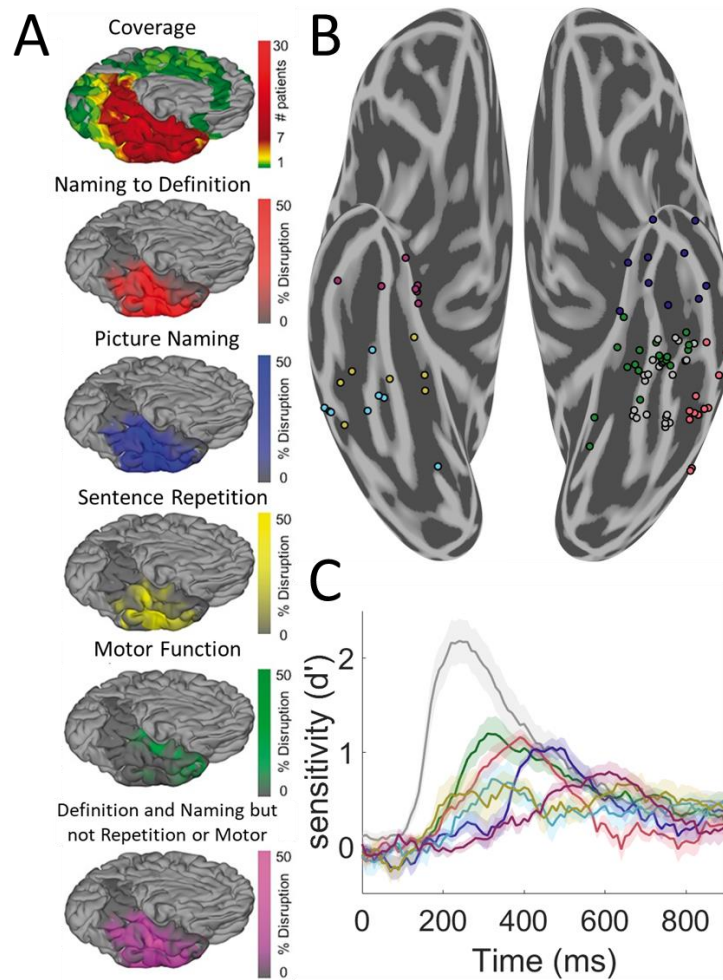 A
Coverage
30
7
1
# patients
Naming to Definition
50
0
% Disruption
Picture Naming
50
0
% Disruption
Sentence Repetition
50
0
% Disruption
Motor Function
50
0
% Disruption
Definition and Naming but
not Repetition or Motor
50
0
% Disruption
B
C
sensitivity (d')
2
1
0
0 200 400 600 800
Time (ms)